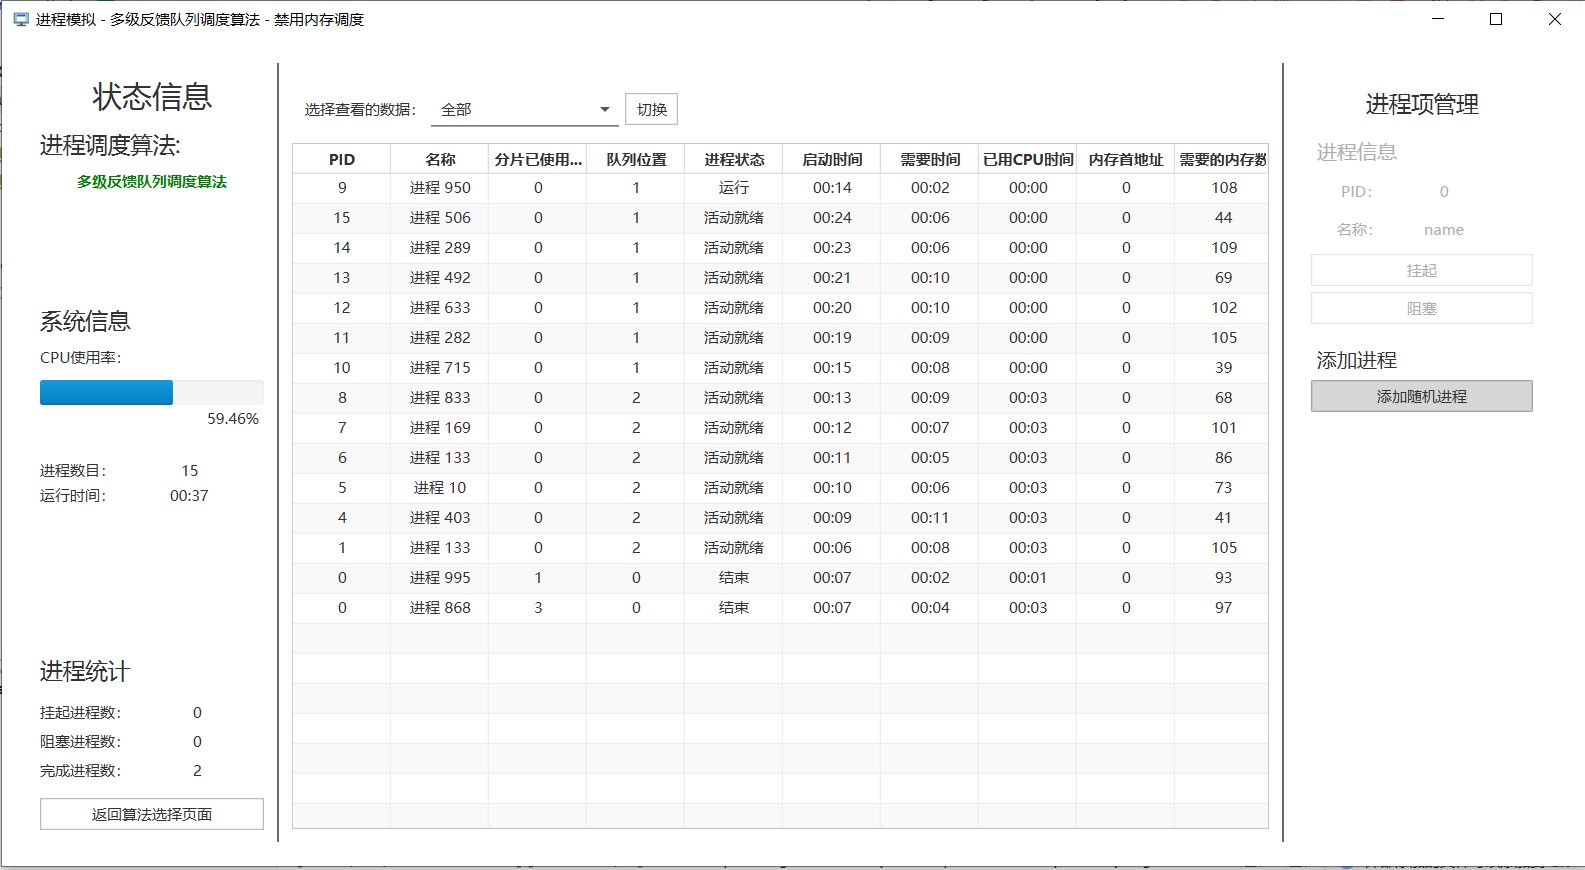 进程模拟 - 多级反馈队列调度算法 - 禁用内存调度
状态信息
进程调度算法:
多级反馈队列调度算法
系统信息
CPU使用率:
59.46%
进程数目: 15
运行时间: 00:37
进程统计
挂起进程数: 0
阻塞进程数: 0
完成进程数: 2
返回算法选择页面
选择查看的数据: 全部 切换
PID 名称 分片已使用... 队列位置 进程状态 启动时间 需要时间 已用CPU时间 内存首地址 需要的内存数
9 进程 950 0 1 运行 00:14 00:02 00:00 0 108
15 进程 506 0 1 活动就绪 00:24 00:06 00:00 0 44
14 进程 289 0 1 活动就绪 00:23 00:06 00:00 0 109
13 进程 492 0 1 活动就绪 00:21 00:10 00:00 0 69
12 进程 633 0 1 活动就绪 00:20 00:10 00:00 0 102
11 进程 282 0 1 活动就绪 00:19 00:09 00:00 0 105
10 进程 715 0 1 活动就绪 00:15 00:08 00:00 0 39
8 进程 833 0 2 活动就绪 00:13 00:09 00:03 0 68
7 进程 169 0 2 活动就绪 00:12 00:07 00:03 0 101
6 进程 133 0 2 活动就绪 00:11 00:05 00:03 0 86
5 进程 10 0 2 活动就绪 00:10 00:06 00:03 0 73
4 进程 403 0 2 活动就绪 00:09 00:11 00:03 0 41
1 进程 133 0 2 活动就绪 00:06 00:08 00:03 0 105
0 进程 995 1 0 结束 00:07 00:02 00:01 0 93
0 进程 868 3 0 结束 00:07 00:04 00:03 0 97
进程项管理
进程信息
PID: 0
名称: name
挂起
阻塞
添加进程
添加随机进程